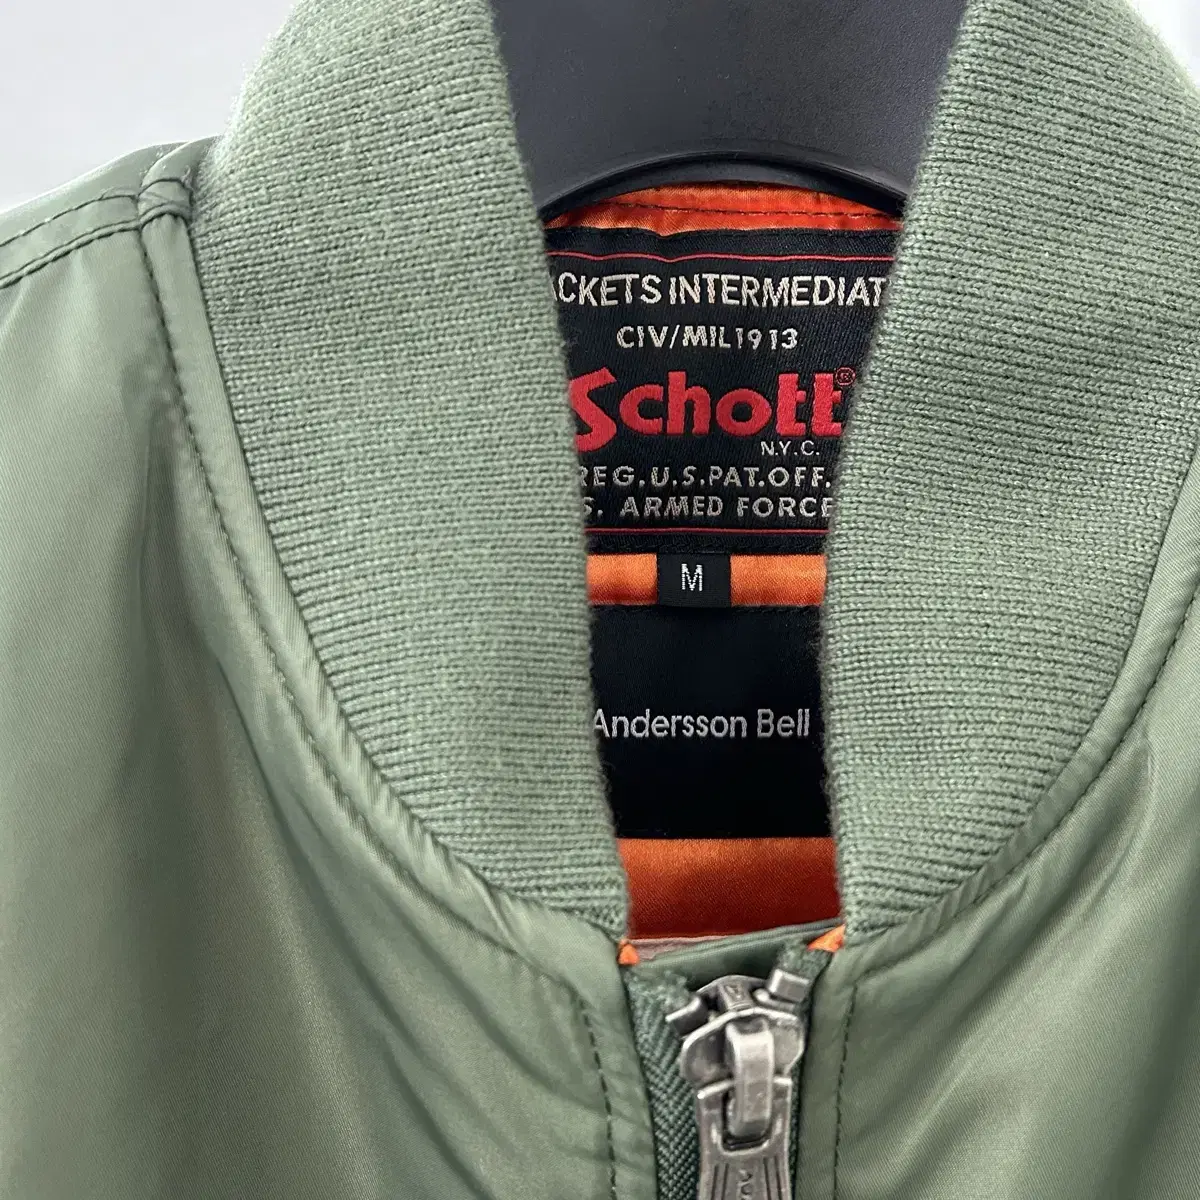 ACKETS INTERMEDIAT
CIV/MIL1913
Schott®
N.Y.C.
REG.U.S.PAT.OFF.
S. ARMED FORCE
M
Andersson Bell